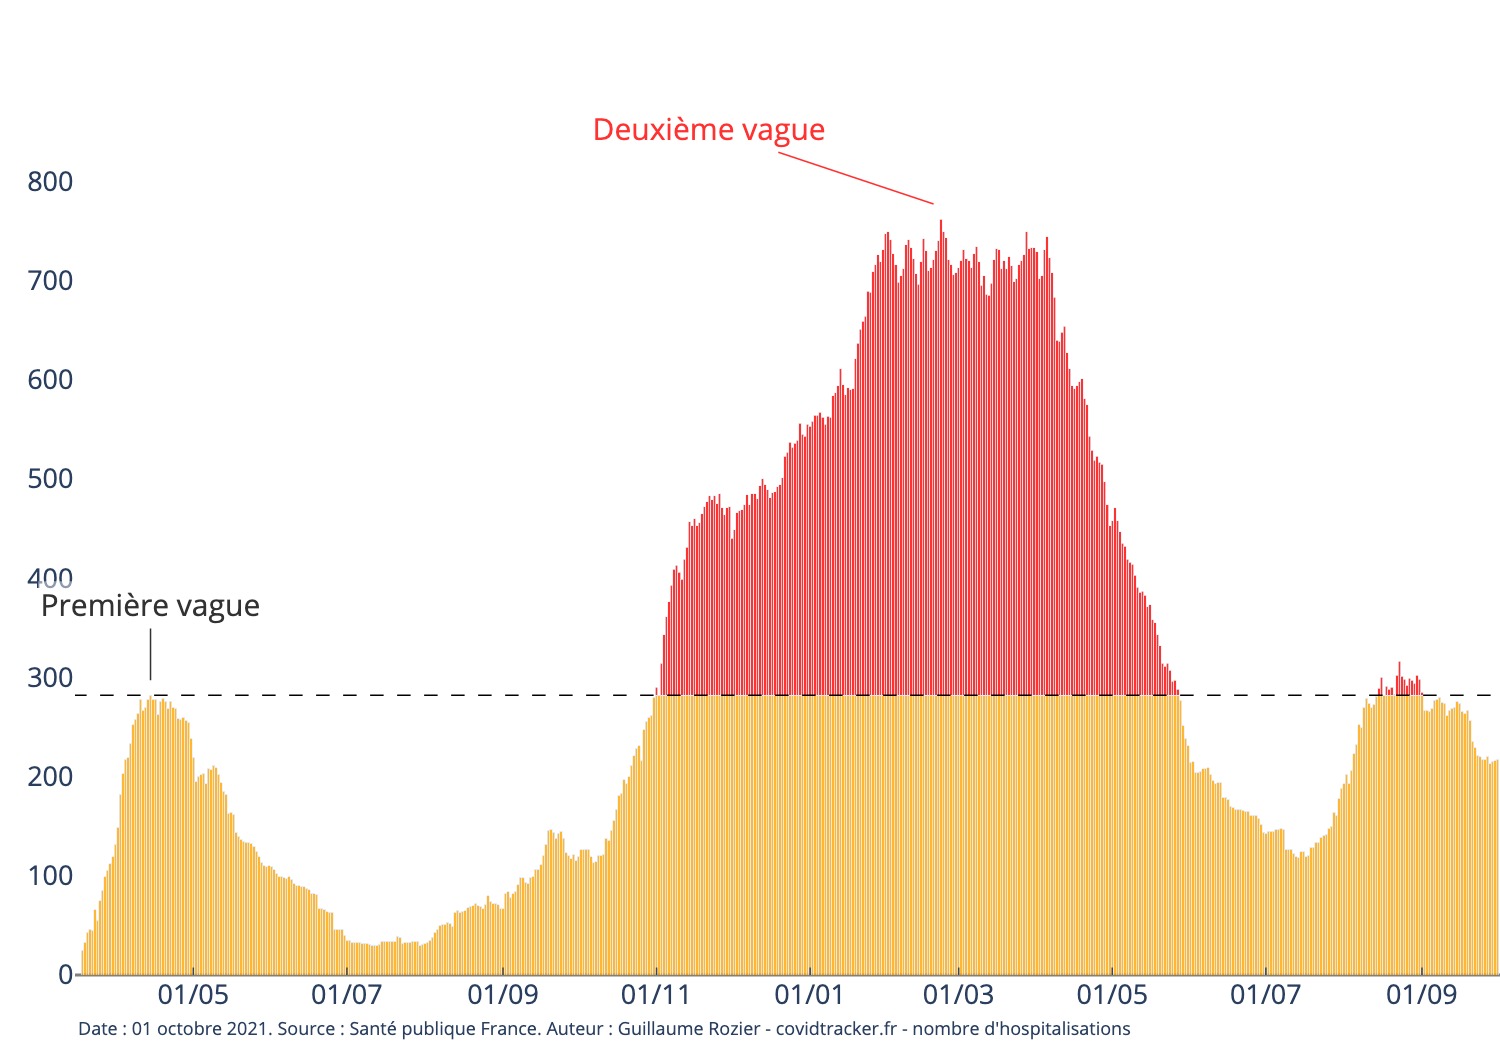 Deuxième vague
800
700
600
500
400
Première vague
300
200
100
0
01/05 01/07 01/09 01/11 01/01 01/03 01/05 01/07 01/09
Date : 01 octobre 2021. Source : Santé publique France. Auteur : Guillaume Rozier - covidtracker.fr - nombre d'hospitalisations